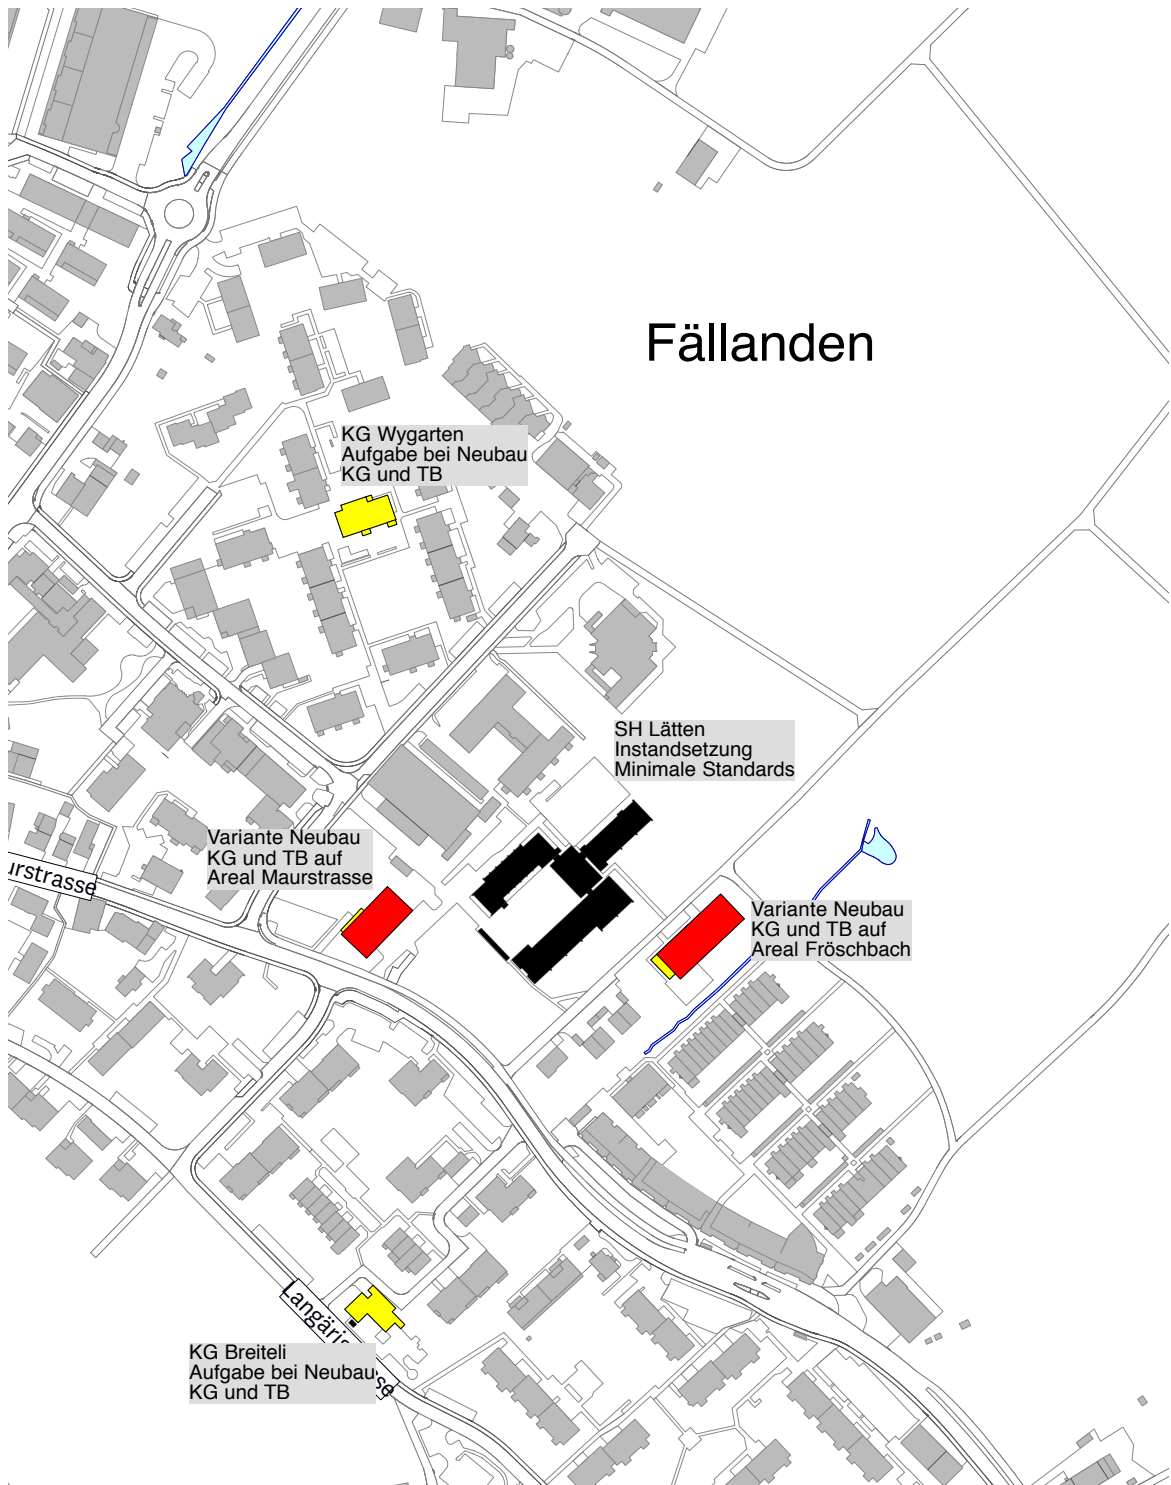 Fällanden
KG Wygarten
Aufgabe bei Neubau
KG und TB
SH Lätten
Instandsetzung
Minimale Standards
Variante Neubau
KG und TB auf
Areal Maurstrasse
urstrasse
Variante Neubau
KG und TB auf
Areal Fröschbach
KG Breiteli
Aufgabe bei Neubau
KG und TB